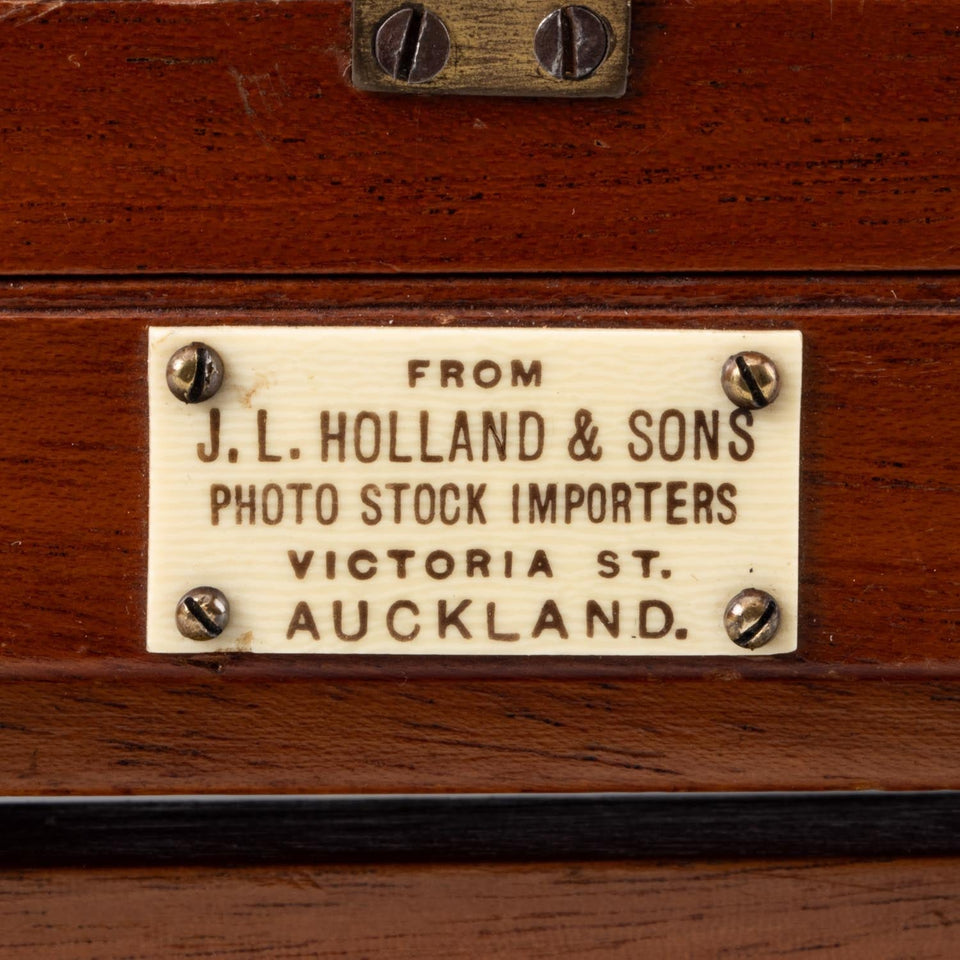 FROM
J. L. HOLLAND & SONS
PHOTO STOCK IMPORTERS
VICTORIA ST.
AUCKLAND.